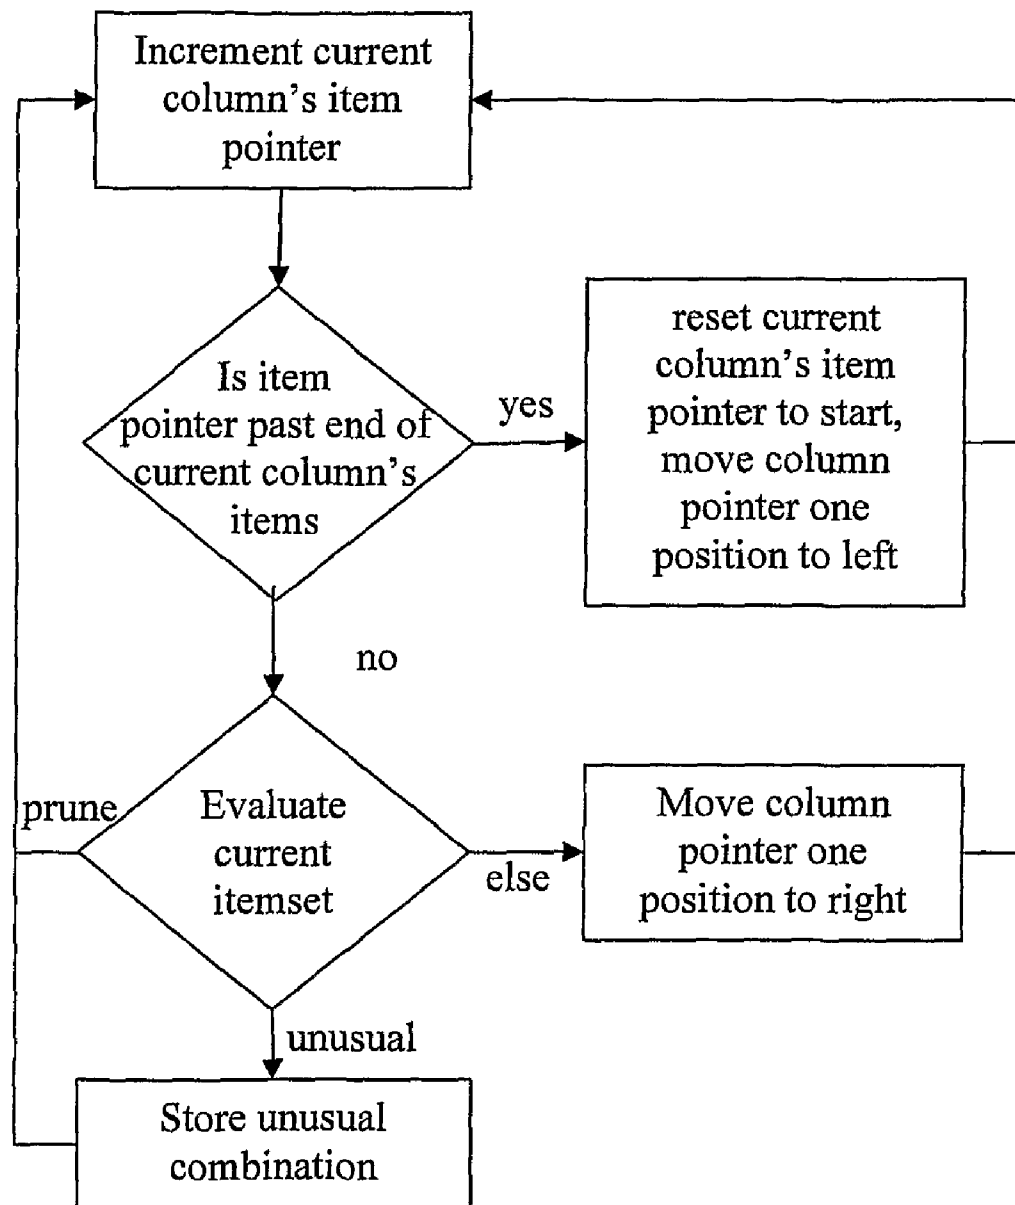 Increment current
column's item
pointer
Is item
pointer past end of
current column's
items
yes
reset current
column's item
pointer to start,
move column
pointer one
position to left
no
prune
Evaluate
current
itemset
else
Move column
pointer one
position to right
unusual
Store unusual
combination